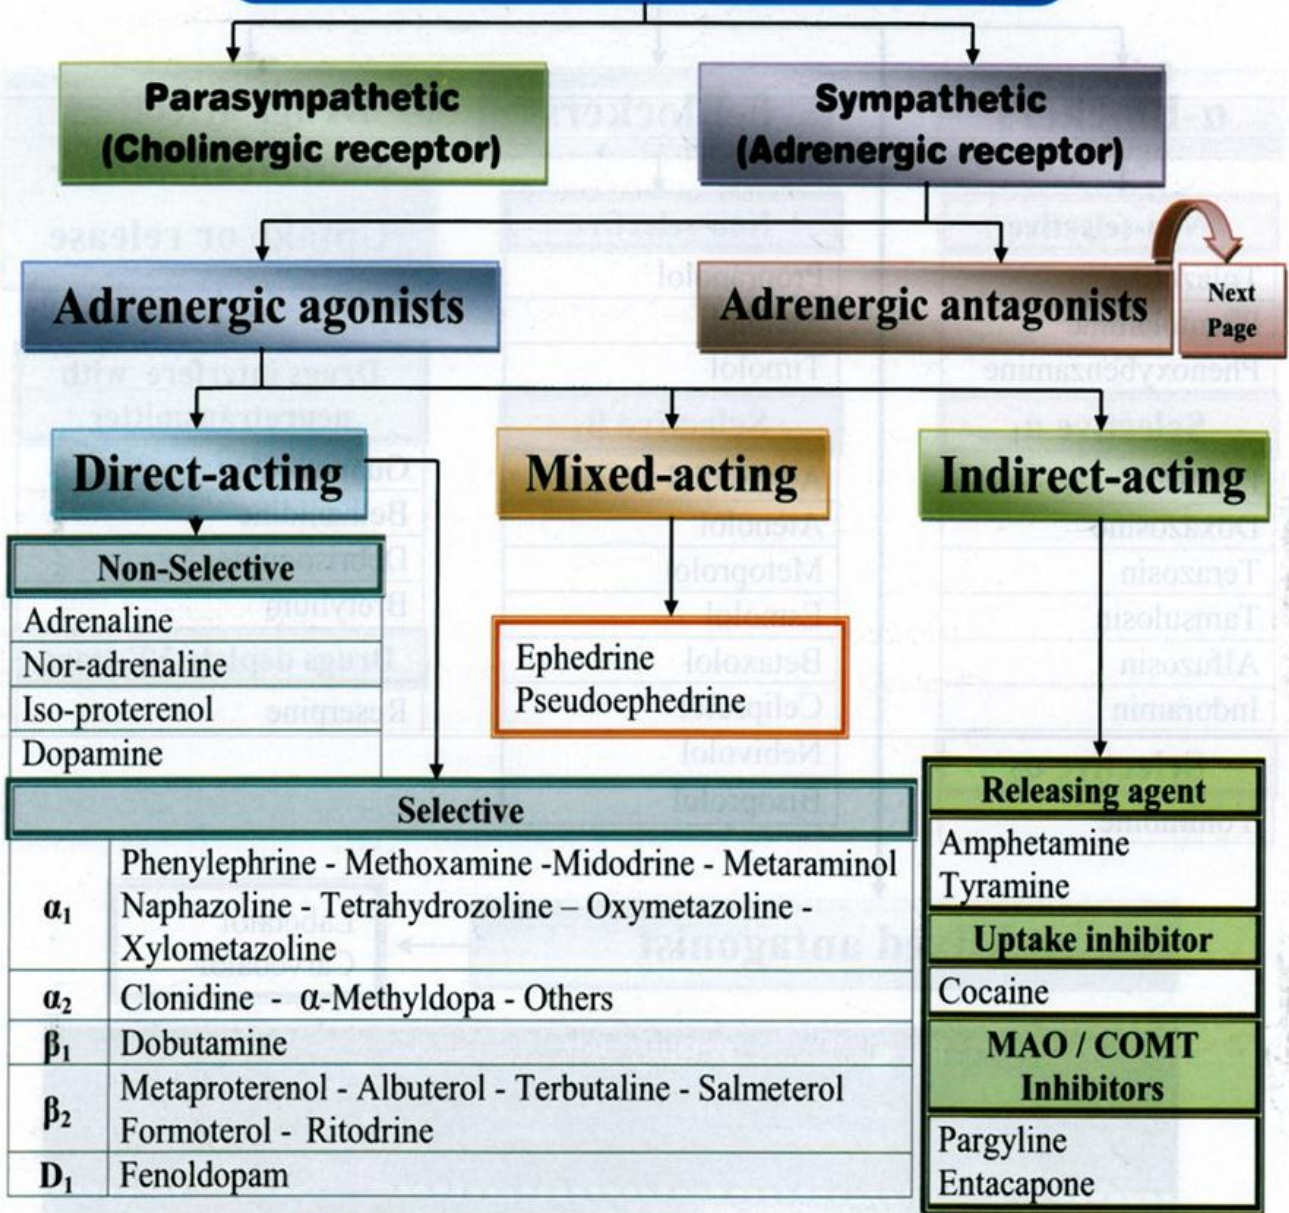 Parasympathetic
(Cholinergic receptor)
Sympathetic
(Adrenergic receptor)
Adrenergic agonists
Adrenergic antagonists
Next
Page
Direct-acting
Mixed-acting
Indirect-acting
Non-Selective
Adrenaline
Nor-adrenaline
Iso-proterenol
Dopamine
Ephedrine
Pseudoephedrine
Selective
α₁
Phenylephrine - Methoxamine -Midodrine - Metaraminol
Naphazoline - Tetrahydrozoline – Oxymetazoline -
Xylometazoline
α₂ Clonidine - α-Methyldopa - Others
β₁ Dobutamine
β₂
Metaproterenol - Albuterol - Terbutaline - Salmeterol
Formoterol - Ritodrine
D₁ Fenoldopam
Releasing agent
Amphetamine
Tyramine
Uptake inhibitor
Cocaine
MAO / COMT
Inhibitors
Pargyline
Entacapone